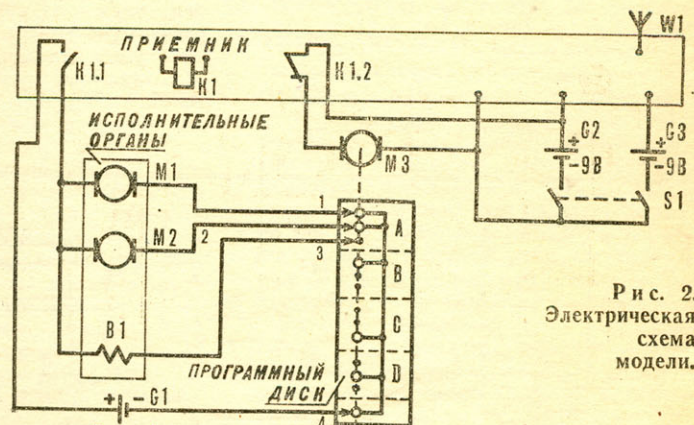 W1
ПРИЕМНИК
К1.1
К1
К1.2
ИСПОЛНИТЕЛЬНЫЕ
ОРГАНЫ
М1
М2
В1
М3
+ G2
- 9В
+ G3
- 9В
S1
1
2
3
4
A
B
C
D
ПРОГРАММНЫЙ
ДИСК
+ - G1
Рис. 2.
Электрическая
схема
модели.